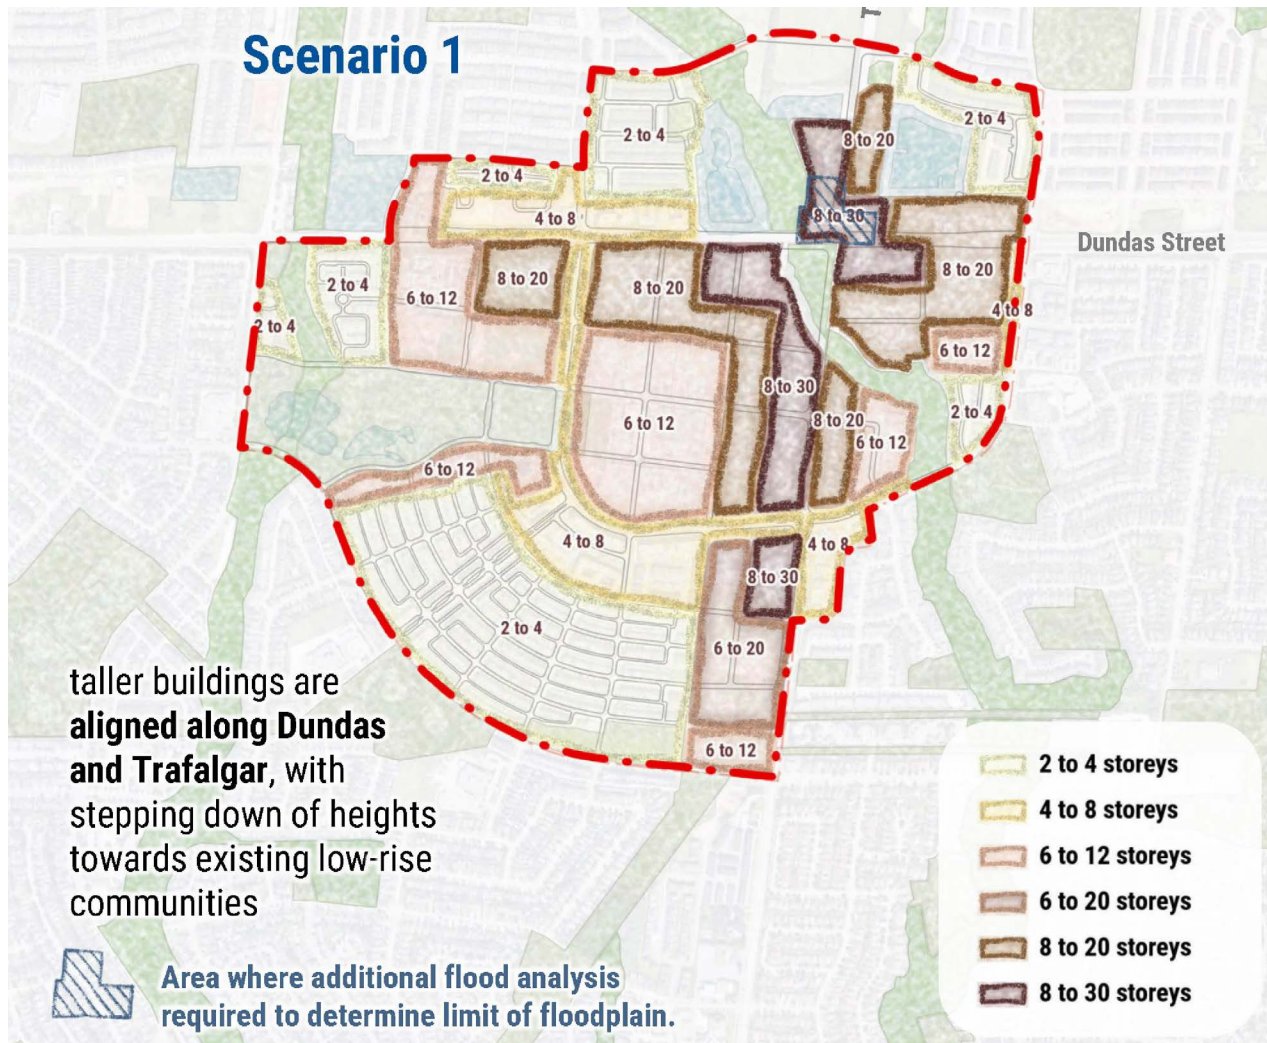 Scenario 1
T
2 to 4
8 to 20
2 to 4
2 to 4
4 to 8
8 to 30
Dundas Street
2 to 4
6 to 12
8 to 20
8 to 20
8 to 20
2 to 4
4 to 8
6 to 12
8 to 30
2 to 4
8 to 20
6 to 12
6 to 12
6 to 12
4 to 8
4 to 8
8 to 30
2 to 4
6 to 20
6 to 12
taller buildings are
aligned along Dundas
and Trafalgar, with
stepping down of heights
towards existing low-rise
communities
2 to 4 storeys
4 to 8 storeys
6 to 12 storeys
6 to 20 storeys
8 to 20 storeys
8 to 30 storeys
Area where additional flood analysis
required to determine limit of floodplain.